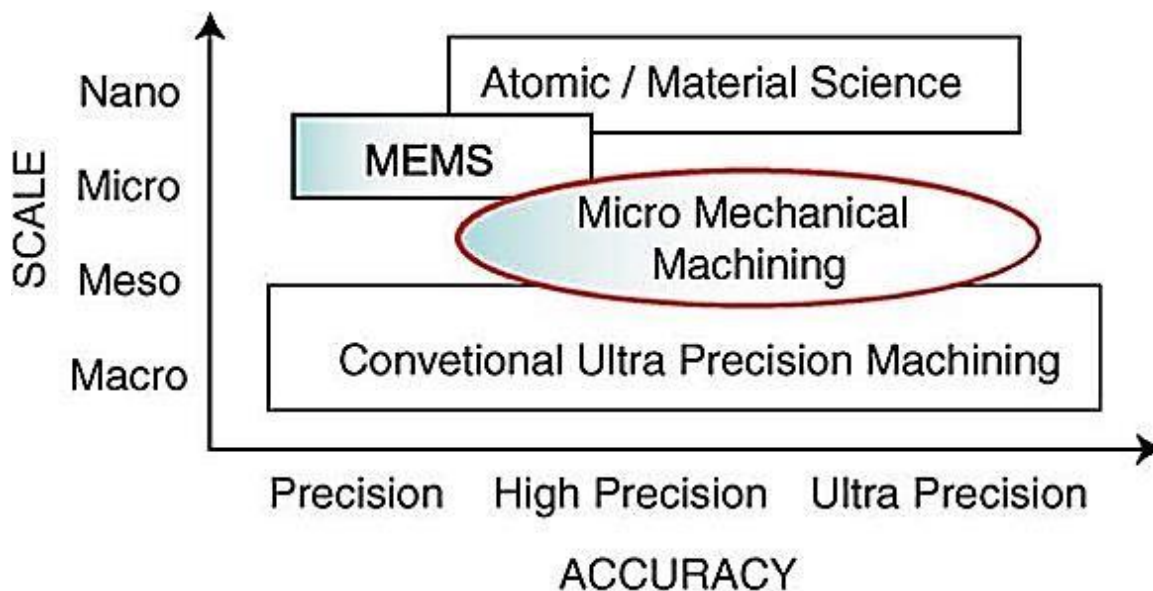 SCALE
Nano
Micro
Meso
Macro
Atomic / Material Science
MEMS
Micro Mechanical
Machining
Convetional Ultra Precision Machining
Precision
High Precision
Ultra Precision
ACCURACY